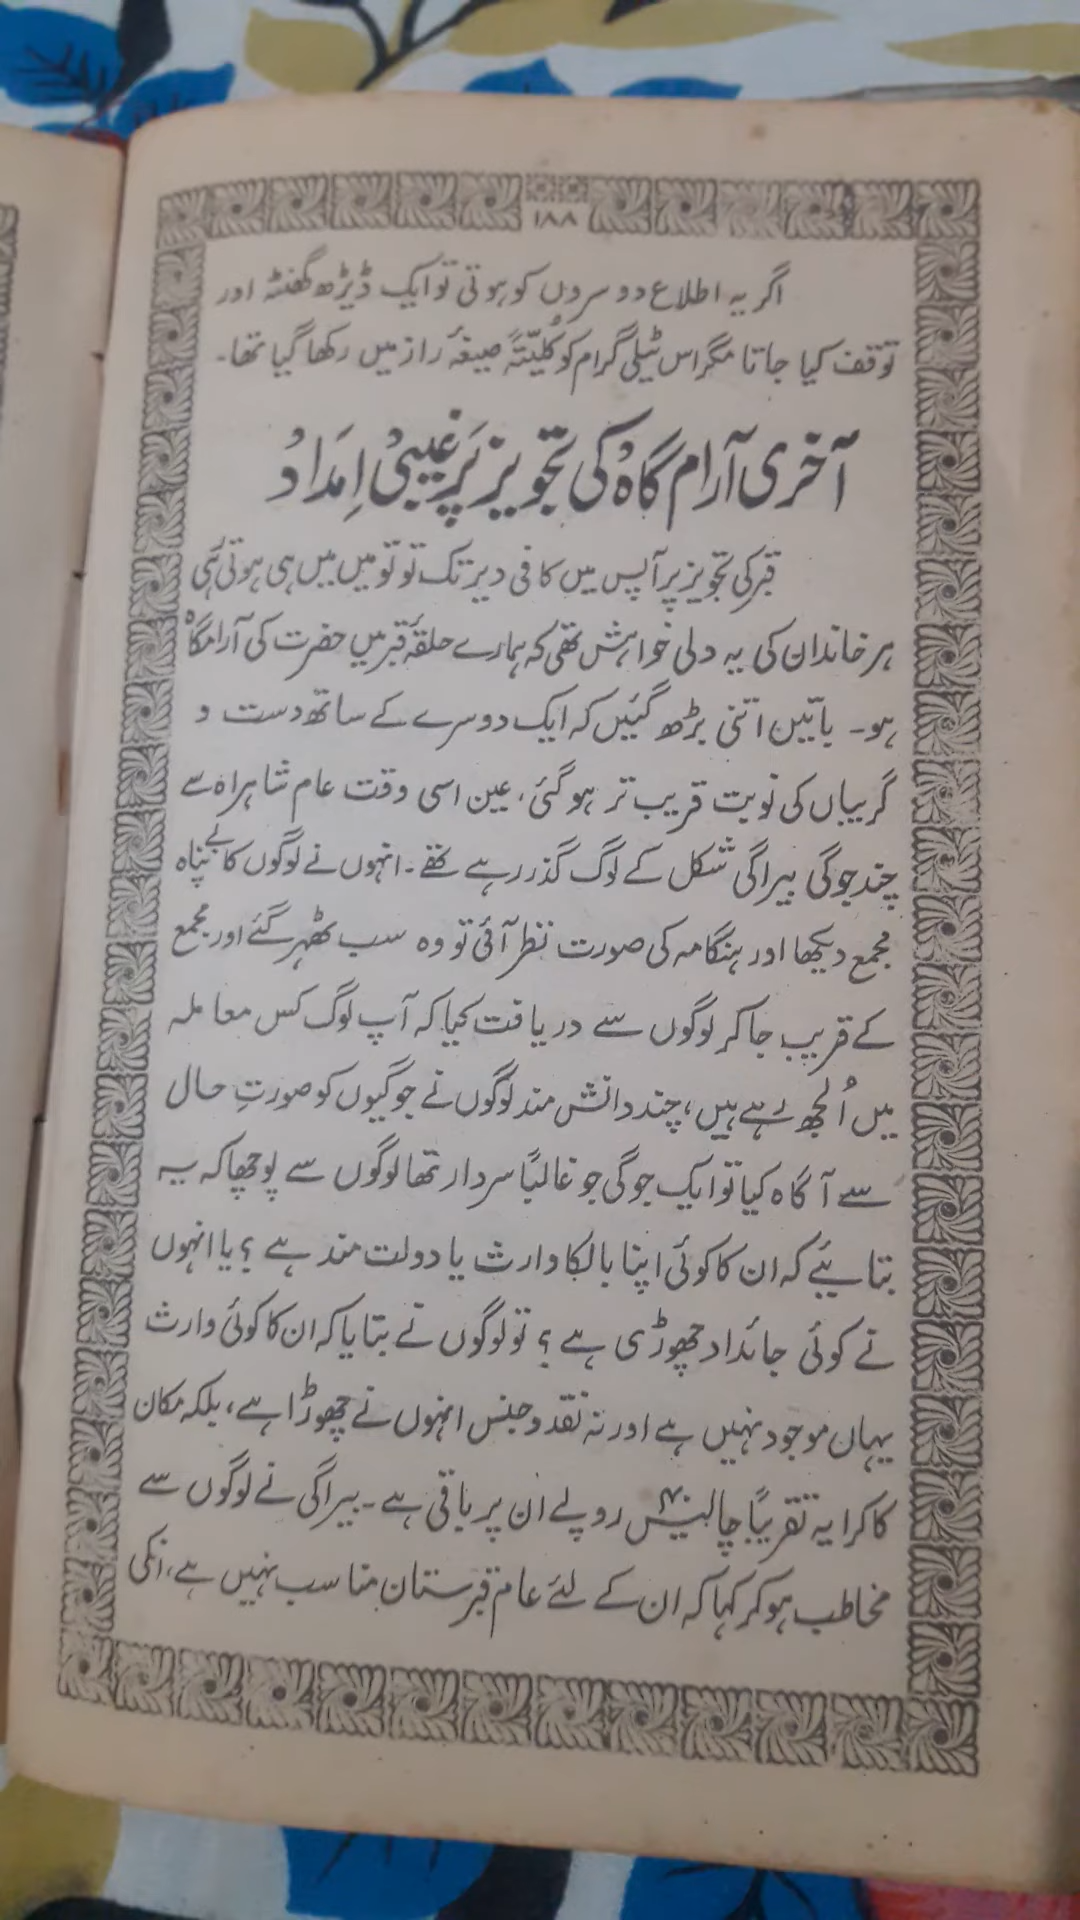 ۱۸۸
اگر یہ اطلاع دوسروں کو ہوتی تو ایک ڈیڑھ گھنٹہ اور
توقف کیا جاتا مگر اس ٹیلی گرام کو کُلیّتہً صیغۂ راز میں رکھا گیا تھا۔
آخری آرام گاہ کی تجویز پر غیبی اِمداد
قبر کی تجویز پر آپس میں کافی دیر تک تو تو میں میں ہی ہوتی رہی
ہر خاندان کی یہ دلی خواہش تھی کہ ہمارے حلقۂ قبر میں حضرت کی آرامگاہ
ہو۔ باتیں اتنی بڑھ گئیں کہ ایک دوسرے کے ساتھ دست و
گریباں کی نوبت قریب تر ہو گئی، عین اسی وقت عام شاہراہ سے
چند جوگی بیراگی شکل کے لوگ گذر رہے تھے۔ انہوں نے لوگوں کا بے پناہ
مجمع دیکھا اور ہنگامہ کی صورت نظر آئی تو وہ سب ٹھہر گئے اور مجمع
کے قریب جا کر لوگوں سے دریافت کیا کہ آپ لوگ کس معاملہ
میں اُلجھ رہے ہیں، چند دانش مند لوگوں نے جوگیوں کو صورتِ حال
سے آگاہ کیا تو ایک جوگی جو غالباً سردار تھا لوگوں سے پوچھا کہ یہ
بتایئے کہ ان کا کوئی اپنا بالکا وارث یا دولت مند ہے؟ یا انہوں
نے کوئی جائداد چھوڑی ہے؟ تو لوگوں نے بتایا کہ ان کا کوئی وارث
یہاں موجود نہیں ہے اور نہ نقد و جنس انہوں نے چھوڑا ہے، بلکہ مکان
کا کرایہ تقریباً چالیس۴۰ روپے ان پر باقی ہے۔ بیراگی نے لوگوں سے
مخاطب ہو کر کہا کہ ان کے لئے عام قبرستان مناسب نہیں ہے، انکی